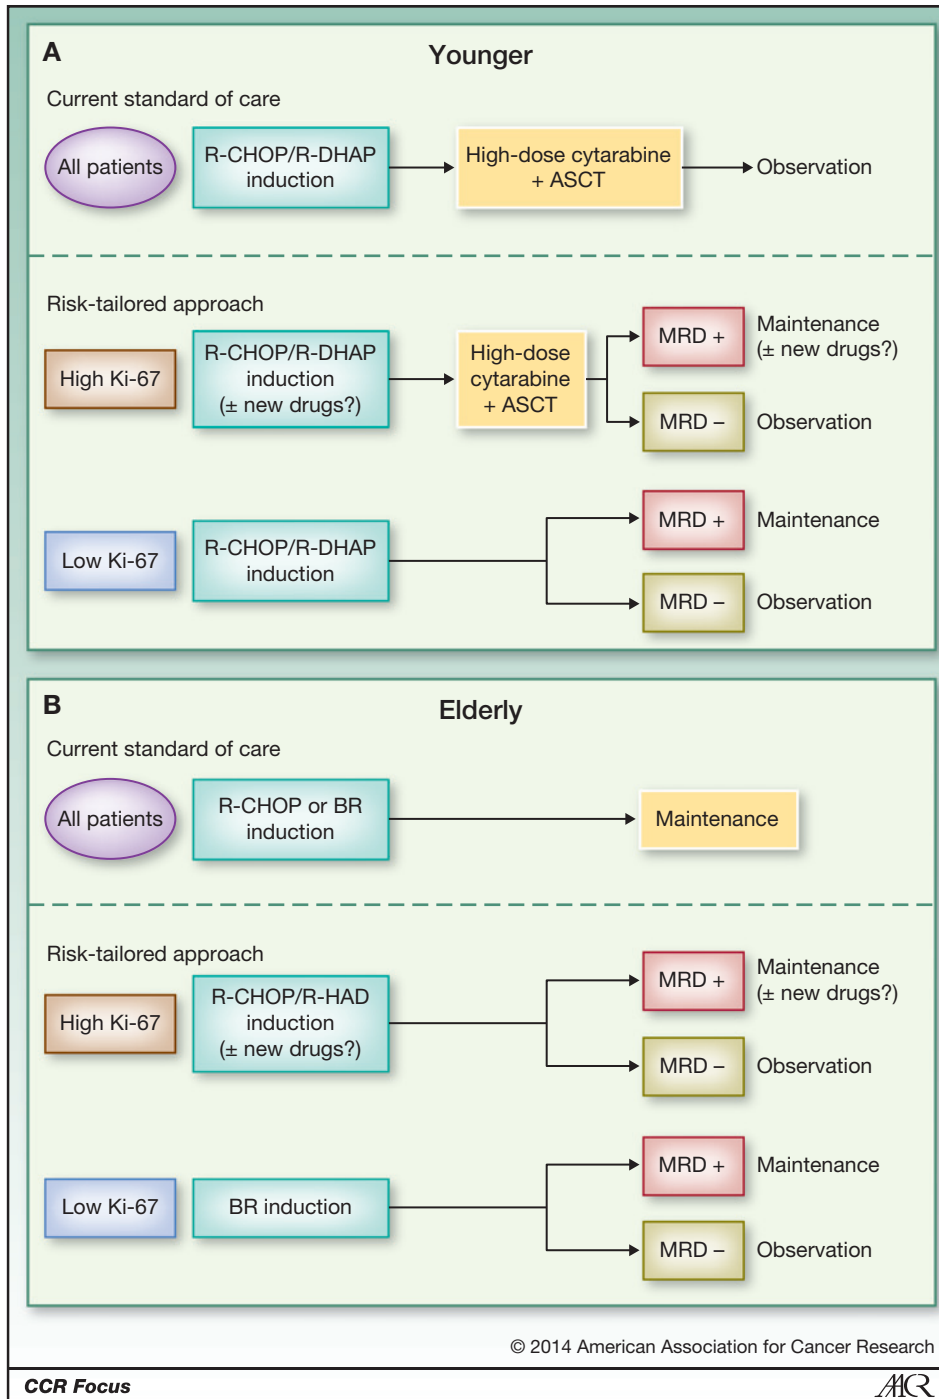 A
Younger
Current standard of care
All patients
R-CHOP/R-DHAP
induction
High-dose cytarabine
+ ASCT
Observation
Risk-tailored approach
High Ki-67
R-CHOP/R-DHAP
induction
(± new drugs?)
High-dose
cytarabine
+ ASCT
MRD +
Maintenance
(± new drugs?)
MRD –
Observation
Low Ki-67
R-CHOP/R-DHAP
induction
MRD +
Maintenance
MRD –
Observation
B
Elderly
Current standard of care
All patients
R-CHOP or BR
induction
Maintenance
Risk-tailored approach
High Ki-67
R-CHOP/R-HAD
induction
(± new drugs?)
MRD +
Maintenance
(± new drugs?)
MRD –
Observation
Low Ki-67
BR induction
MRD +
Maintenance
MRD –
Observation
© 2014 American Association for Cancer Research
CCR Focus
AACR